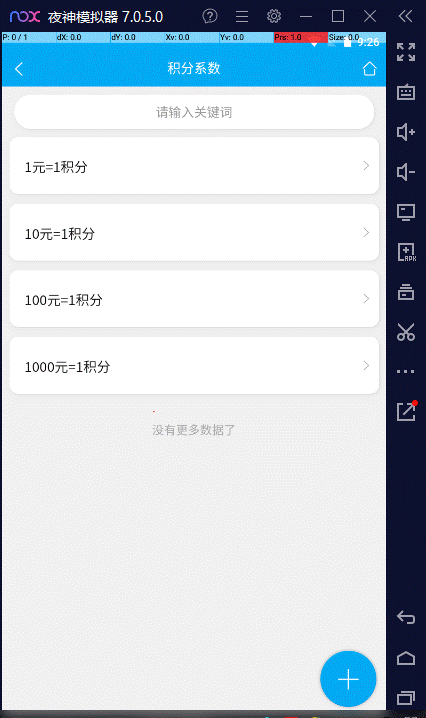 nox 夜神模拟器 7.0.5.0
P: 0 / 1 dX: 0.0 dY: 0.0 Xv: 0.0 Yv: 0.0 Prs: 1.0 Size: 0.0
9:26
积分系数
请输入关键词
1元=1积分
10元=1积分
100元=1积分
1000元=1积分
没有更多数据了
APK